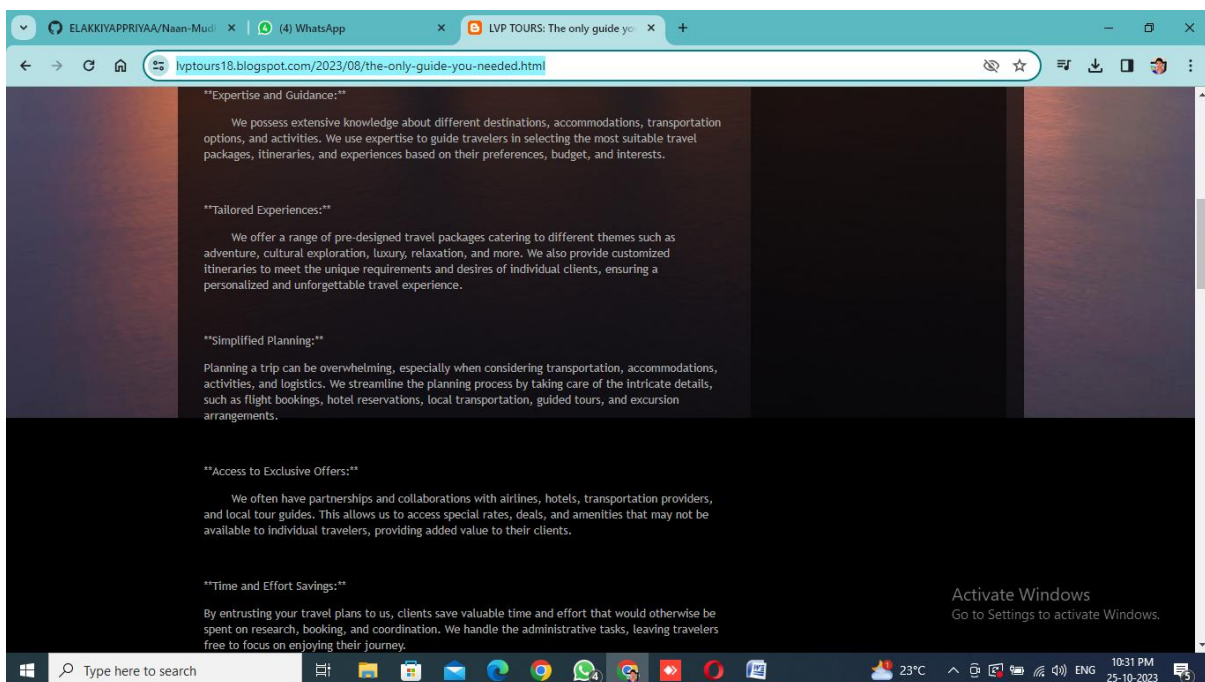 ELAKKIYAPPRIYAA/Naan-Mud
(4) WhatsApp
LVP TOURS: The only guide yo
lvptours18.blogspot.com/2023/08/the-only-guide-you-needed.html
**Expertise and Guidance:**
We possess extensive knowledge about different destinations, accommodations, transportation
options, and activities. We use expertise to guide travelers in selecting the most suitable travel
packages, itineraries, and experiences based on their preferences, budget, and interests.
**Tailored Experiences:**
We offer a range of pre-designed travel packages catering to different themes such as
adventure, cultural exploration, luxury, relaxation, and more. We also provide customized
itineraries to meet the unique requirements and desires of individual clients, ensuring a
personalized and unforgettable travel experience.
**Simplified Planning:**
Planning a trip can be overwhelming, especially when considering transportation, accommodations,
activities, and logistics. We streamline the planning process by taking care of the intricate details,
such as flight bookings, hotel reservations, local transportation, guided tours, and excursion
arrangements.
**Access to Exclusive Offers:**
We often have partnerships and collaborations with airlines, hotels, transportation providers,
and local tour guides. This allows us to access special rates, deals, and amenities that may not be
available to individual travelers, providing added value to their clients.
**Time and Effort Savings:**
By entrusting your travel plans to us, clients save valuable time and effort that would otherwise be
spent on research, booking, and coordination. We handle the administrative tasks, leaving travelers
free to focus on enjoying their journey.
Activate Windows
Go to Settings to activate Windows.
Type here to search
23°C
ENG
10:31 PM
25-10-2023